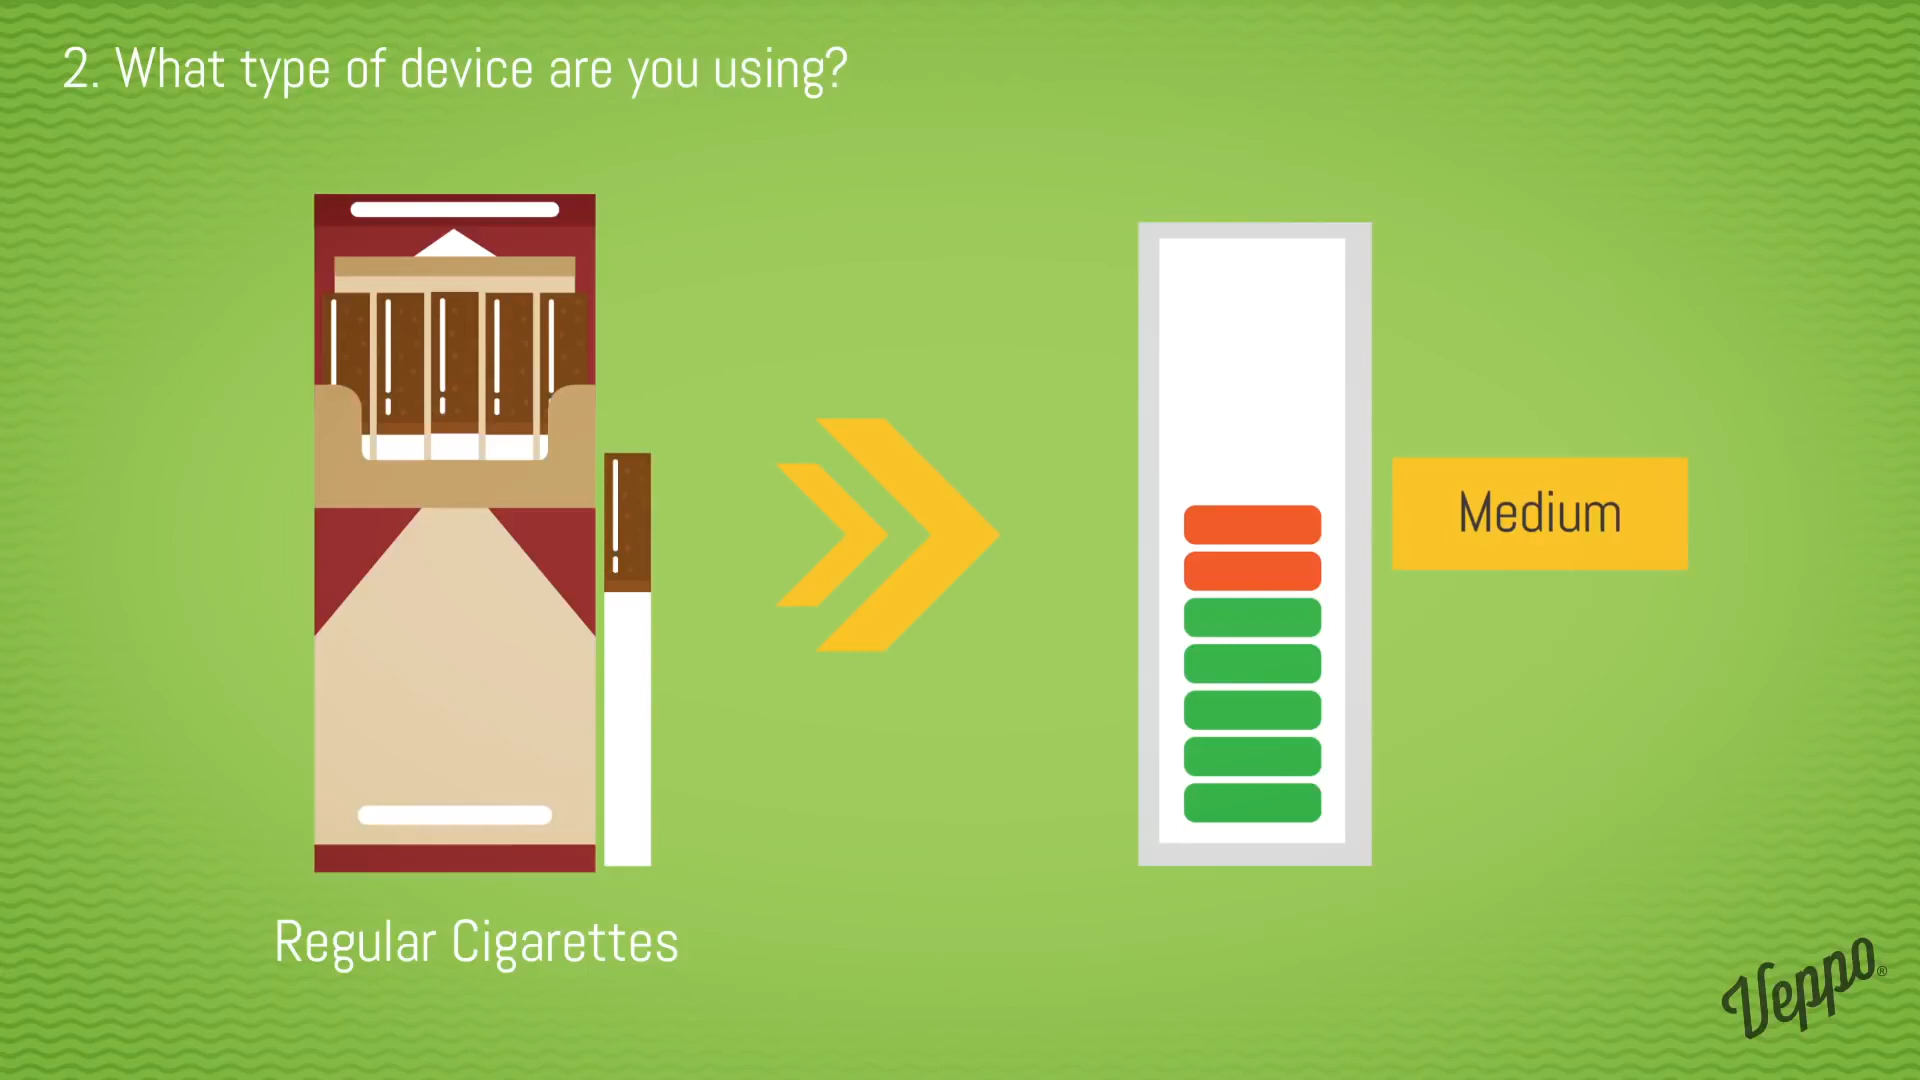 2. What type of device are you using?
Medium
Regular Cigarettes
Veppo®